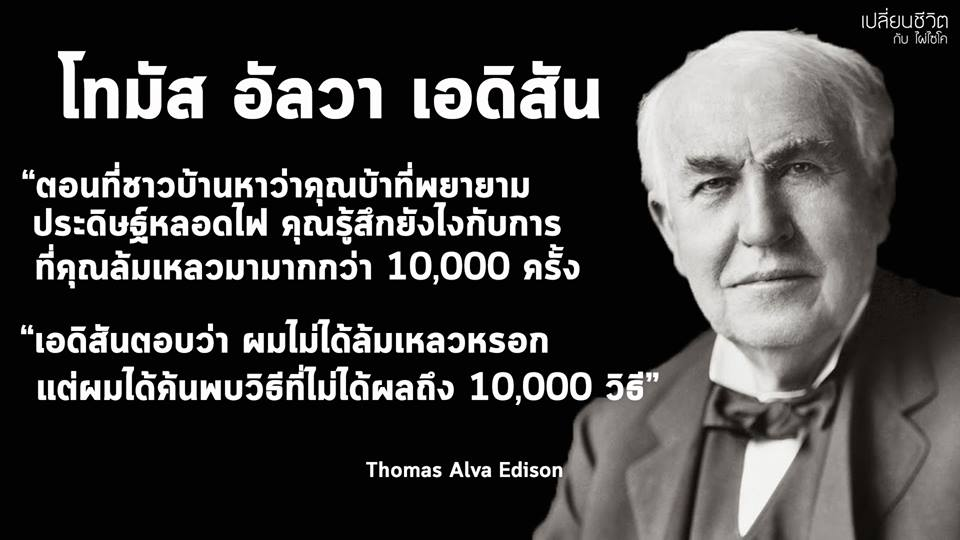 เปลี่ยนชีวิต
กับ ไผ่ไซโค
โทมัส อัลวา เอดิสัน
“ตอนที่ชาวบ้านหาว่าคุณบ้าที่พยายาม
ประดิษฐ์หลอดไฟ คุณรู้สึกยังไงกับการ
ที่คุณล้มเหลวมามากกว่า 10,000 ครั้ง
“เอดิสันตอบว่า ผมไม่ได้ล้มเหลวหรอก
แต่ผมได้ค้นพบวิธีที่ไม่ได้ผลถึง 10,000 วิธี”
Thomas Alva Edison